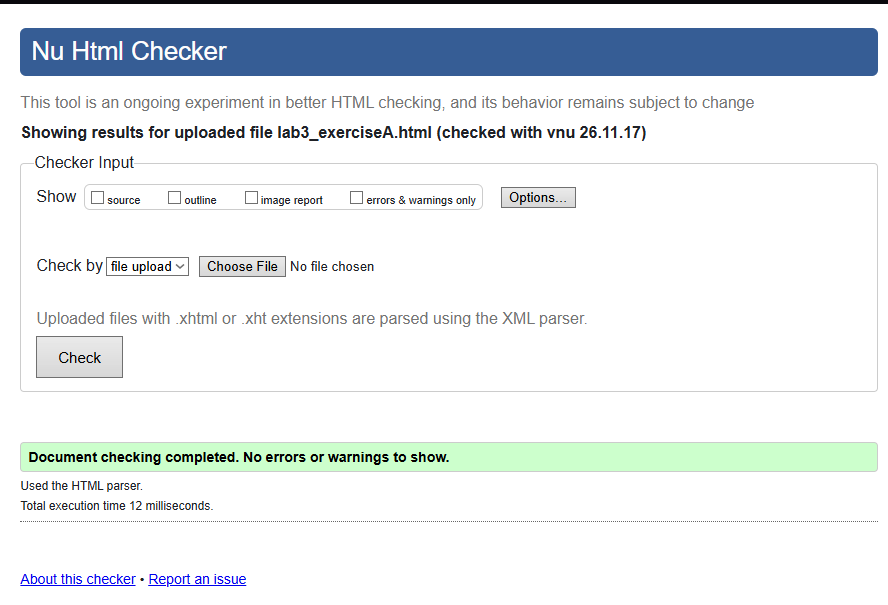 Nu Html Checker
This tool is an ongoing experiment in better HTML checking, and its behavior remains subject to change
Showing results for uploaded file lab3_exerciseA.html (checked with vnu 26.11.17)
Checker Input
Show source outline image report errors & warnings only Options...
Check by file upload Choose File No file chosen
Uploaded files with .xhtml or .xht extensions are parsed using the XML parser.
Check
Document checking completed. No errors or warnings to show.
Used the HTML parser.
Total execution time 12 milliseconds.
About this checker • Report an issue